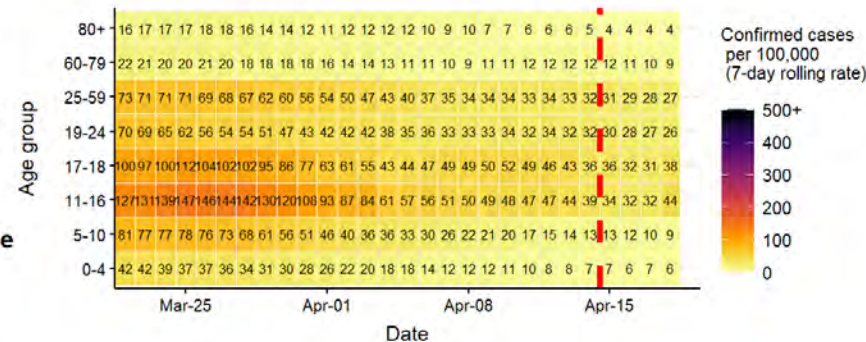 80+ 16 17 17 17 18 18 16 14 14 12 11 12 12 12 12 10 9 10 7 7 6 6 6 5 4 4 4 4
60-79 22 21 20 20 21 20 18 18 18 18 16 14 14 13 11 11 10 9 11 11 12 12 12 12 12 11 10 9
25-59 73 71 71 71 69 68 67 62 60 56 54 50 47 43 40 37 35 34 34 34 33 34 33 32 31 29 28 27
19-24 70 69 65 62 56 54 54 51 47 43 42 42 42 38 35 36 33 33 33 34 32 34 32 32 30 28 27 26
17-18 100 97 100 112 104 102 102 95 86 77 63 61 55 43 44 47 49 49 50 52 49 46 43 36 36 32 31 38
11-16 127 131 139 147 146 144 142 130 120 108 93 87 84 61 57 56 51 50 49 48 47 47 44 39 34 32 32 44
5-10 81 77 77 78 76 73 68 61 56 51 46 40 36 36 33 30 26 22 21 20 17 15 14 13 13 12 10 9
0-4 42 42 39 37 37 36 34 31 30 28 26 22 20 18 18 14 12 12 12 11 10 8 8 7 7 6 7 6
Mar-25 Apr-01 Apr-08 Apr-15
Date
Age group
e
Confirmed cases
per 100,000
(7-day rolling rate)
500+
400
300
200
100
0